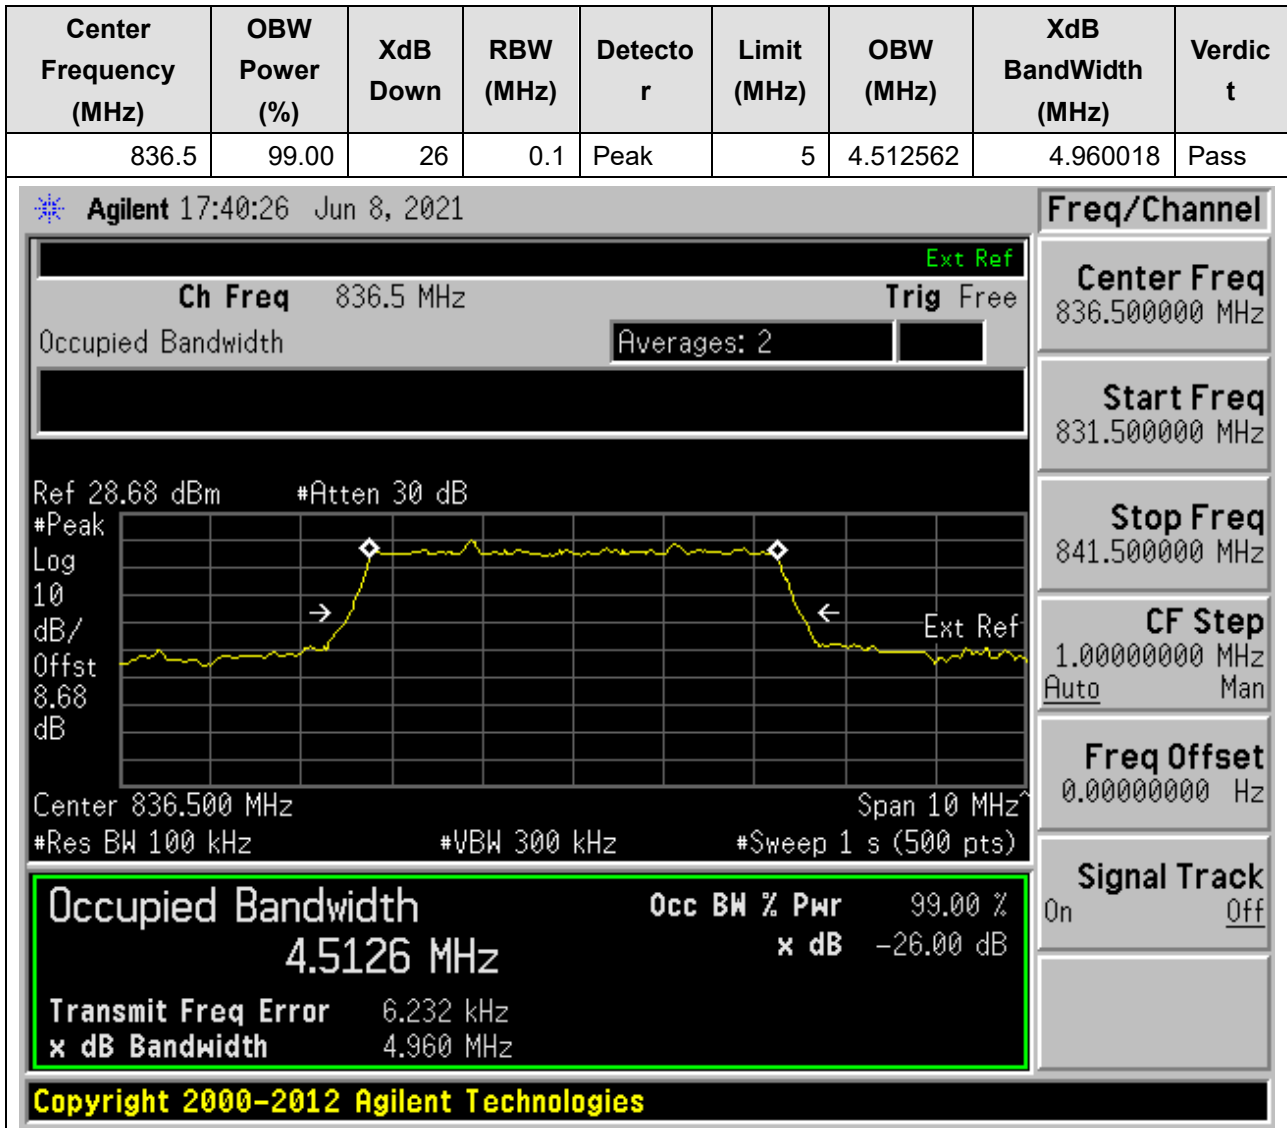 Center Frequency (MHz) OBW Power (%) XdB Down RBW (MHz) Detector Limit (MHz) OBW (MHz) XdB BandWidth (MHz) Verdict
836.5 99.00 26 0.1 Peak 5 4.512562 4.960018 Pass
Agilent 17:40:26 Jun 8, 2021
Freq/Channel
Ext Ref
Ch Freq 836.5 MHz Trig Free
Occupied Bandwidth Averages: 2
Center Freq
836.500000 MHz
Start Freq
831.500000 MHz
Ref 28.68 dBm #Atten 30 dB
#Peak
Log
10
dB/
Offst
8.68
dB
Ext Ref
Stop Freq
841.500000 MHz
CF Step
1.00000000 MHz
Auto Man
Freq Offset
0.00000000 Hz
Center 836.500 MHz Span 10 MHz^
#Res BW 100 kHz #VBW 300 kHz #Sweep 1 s (500 pts)
Signal Track
On Off
Occupied Bandwidth Occ BW % Pwr 99.00 %
4.5126 MHz x dB -26.00 dB
Transmit Freq Error 6.232 kHz
x dB Bandwidth 4.960 MHz
Copyright 2000-2012 Agilent Technologies